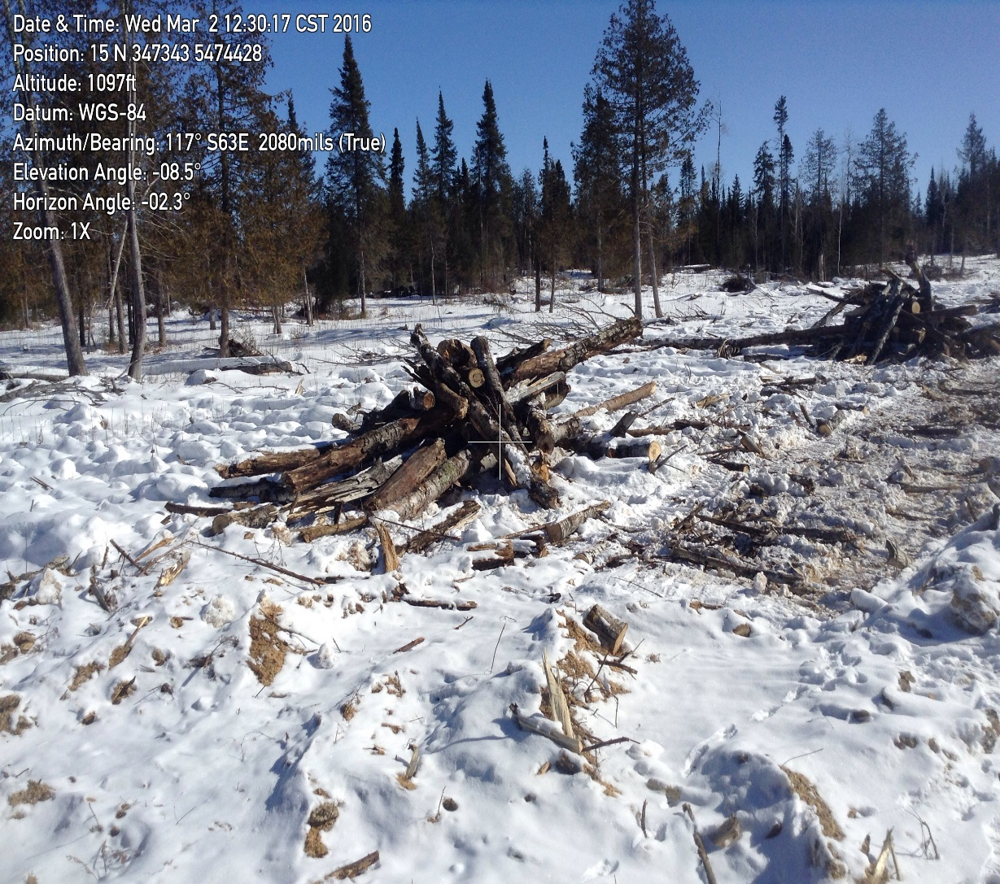 Date & Time: Wed Mar  2 12:30:17 CST 2016
Position: 15 N 347343 5474428
Altitude: 1097ft
Datum: WGS-84
Azimuth/Bearing: 117° S63E  2080mils (True)
Elevation Angle: -08.5°
Horizon Angle: -02.3°
Zoom: 1X